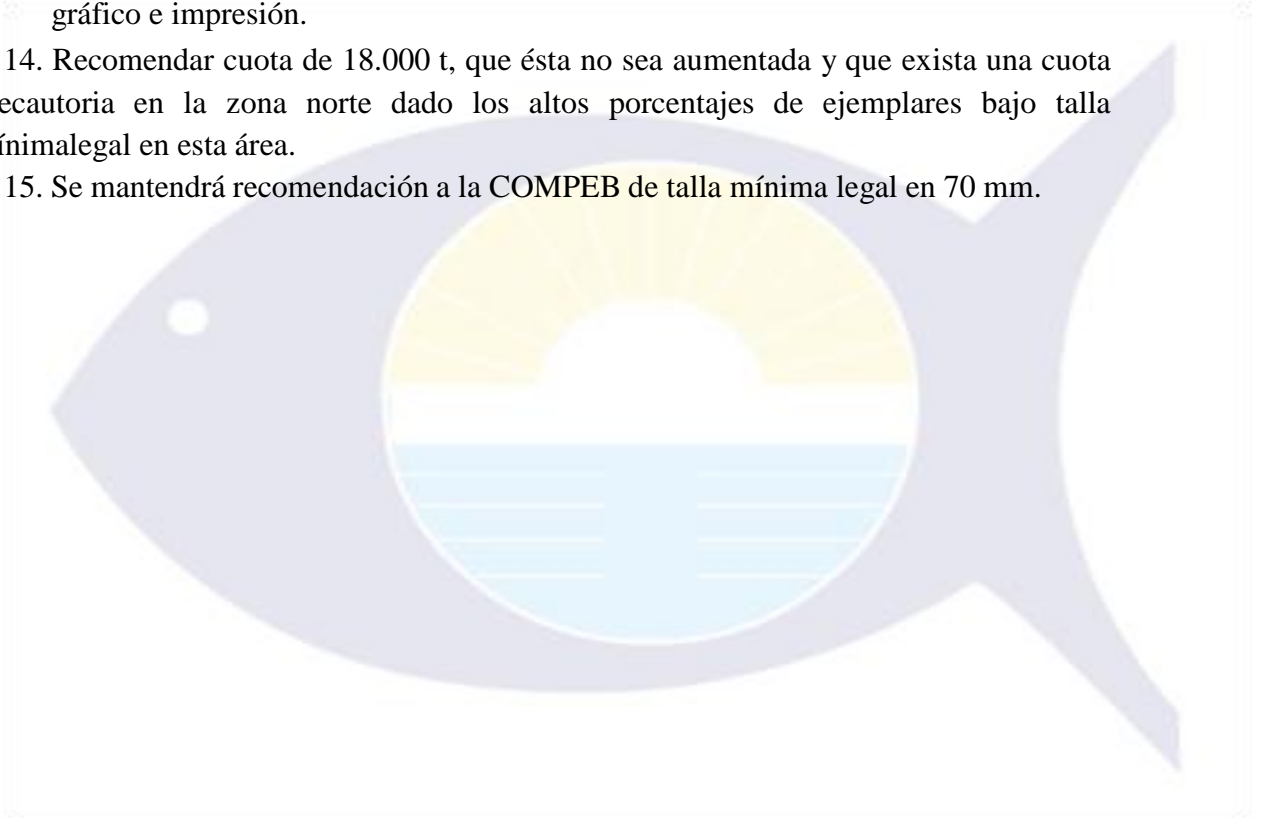 gráfico e impresión.
14. Recomendar cuota de 18.000 t, que ésta no sea aumentada y que exista una cuota
ecautoria en la zona norte dado los altos porcentajes de ejemplares bajo talla
ínimalegal en esta área.
15. Se mantendrá recomendación a la COMPEB de talla mínima legal en 70 mm.